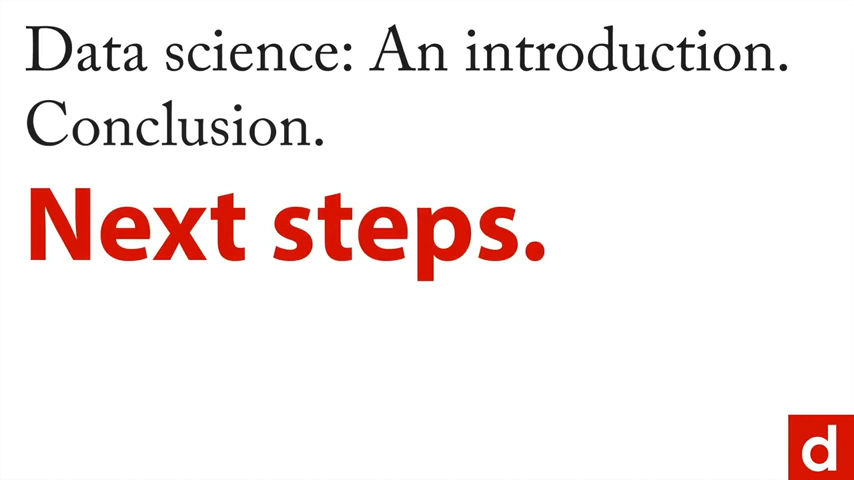 Data science: An introduction.
Conclusion.
Next steps.
d